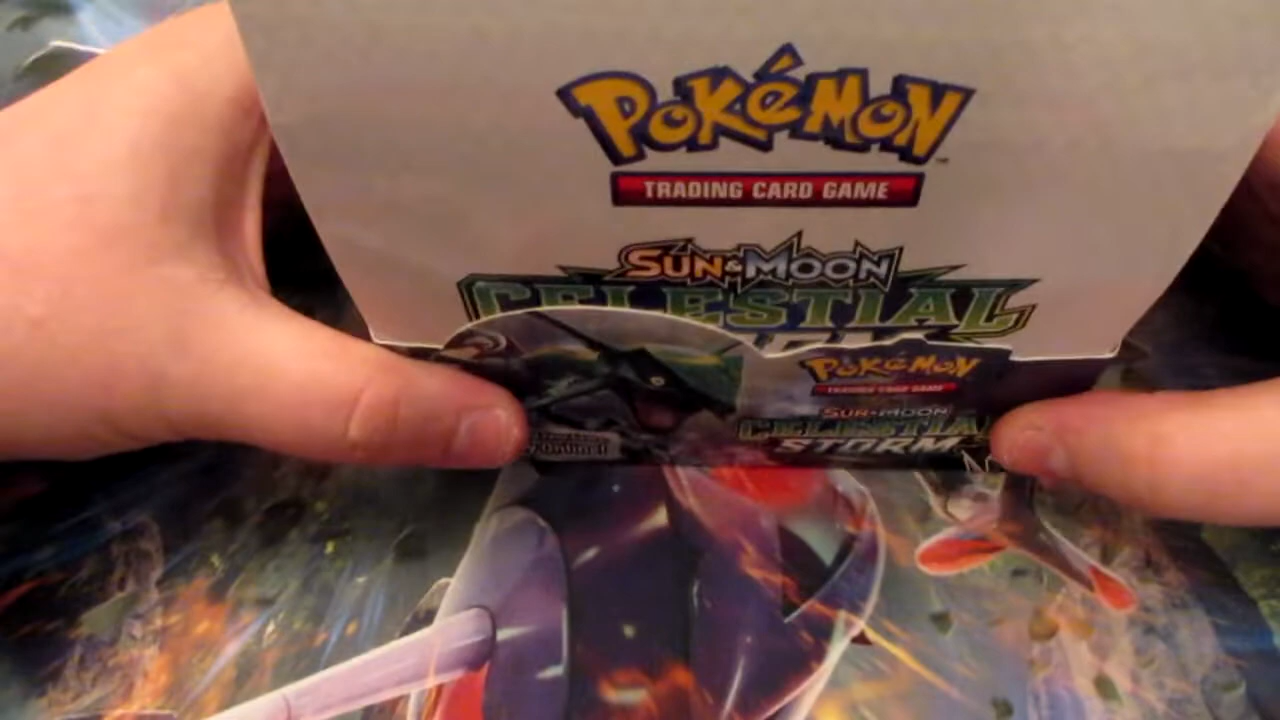 POKéMON
TRADING CARD GAME
SUN & MOON
CELESTIAL
POKéMON
TRADING CARD GAME
SUN & MOON
CELESTIAL
STORM